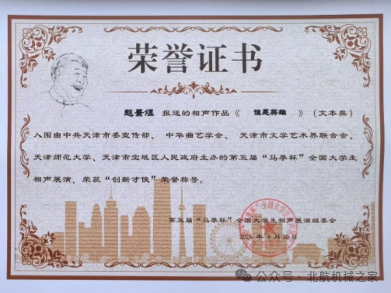 荣誉证书
赵景煜 报送的相声作品《 谁是英雄 》（文本类）
入围由中共天津市委宣传部、中华曲艺学会、天津市文学艺术界联合会、
天津师范大学、天津市宝坻区人民政府主办的第五届“马季杯”全国大学生
相声展演，荣获“创新才俊”荣誉称号。
第五届“马季杯”全国大学生相声展演组委会
公众号·北航机械之家